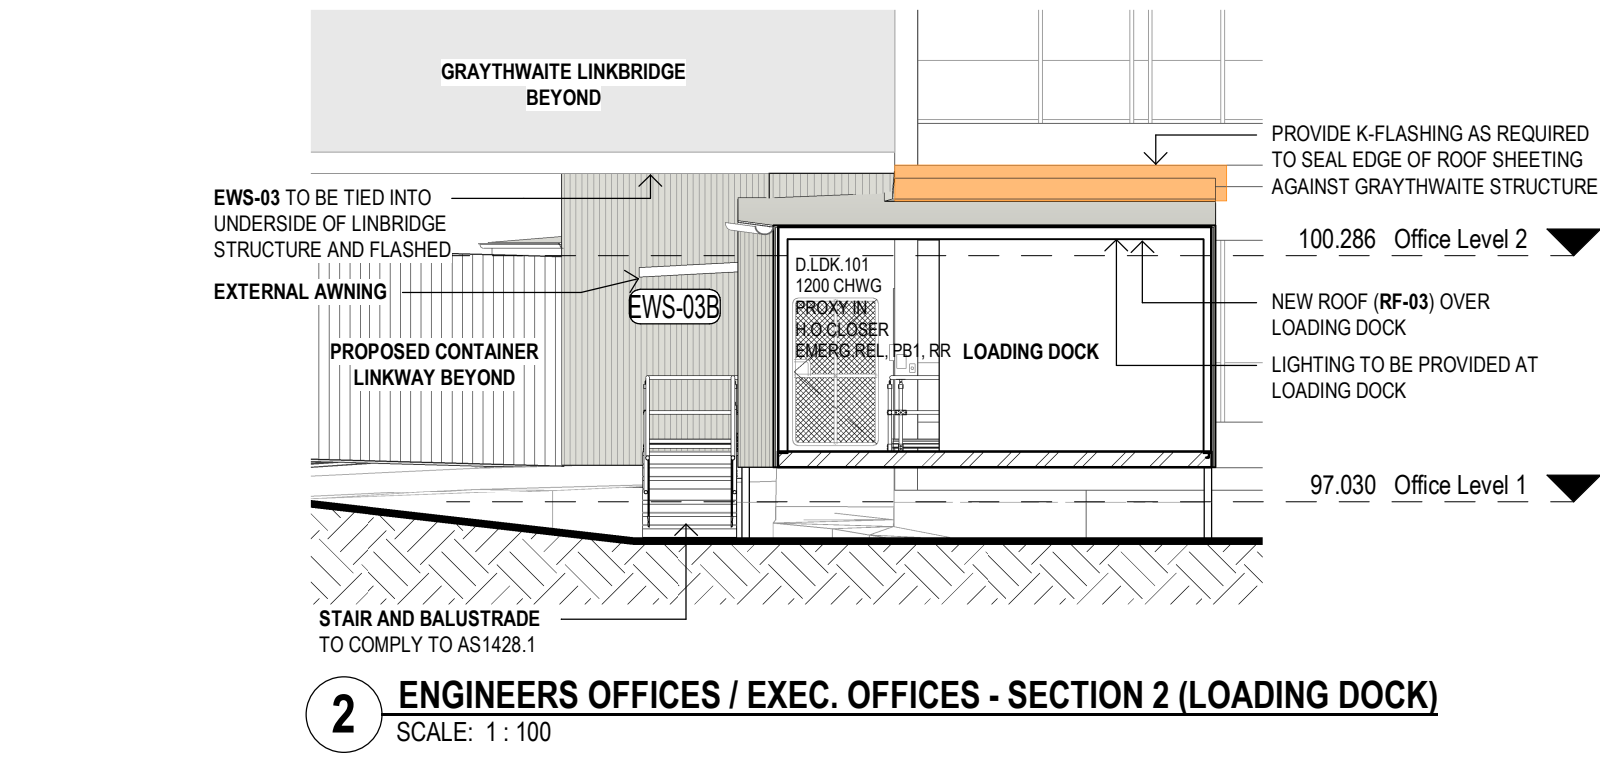 GRAYTHWAITE LINKBRIDGE
BEYOND
PROVIDE K-FLASHING AS REQUIRED
TO SEAL EDGE OF ROOF SHEETING
AGAINST GRAYTHWAITE STRUCTURE
EWS-03 TO BE TIED INTO
UNDERSIDE OF LINBRIDGE
STRUCTURE AND FLASHED
100.286 Office Level 2
EXTERNAL AWNING
EWS-03B
D.LDK.101
1200 CHWG
PROXY IN
H.O.CLOSER
EMERG.REL, PB1, RR
LOADING DOCK
NEW ROOF (RF-03) OVER
LOADING DOCK
PROPOSED CONTAINER
LINKWAY BEYOND
LIGHTING TO BE PROVIDED AT
LOADING DOCK
97.030 Office Level 1
STAIR AND BALUSTRADE
TO COMPLY TO AS1428.1
2
ENGINEERS OFFICES / EXEC. OFFICES - SECTION 2 (LOADING DOCK)
SCALE: 1 : 100